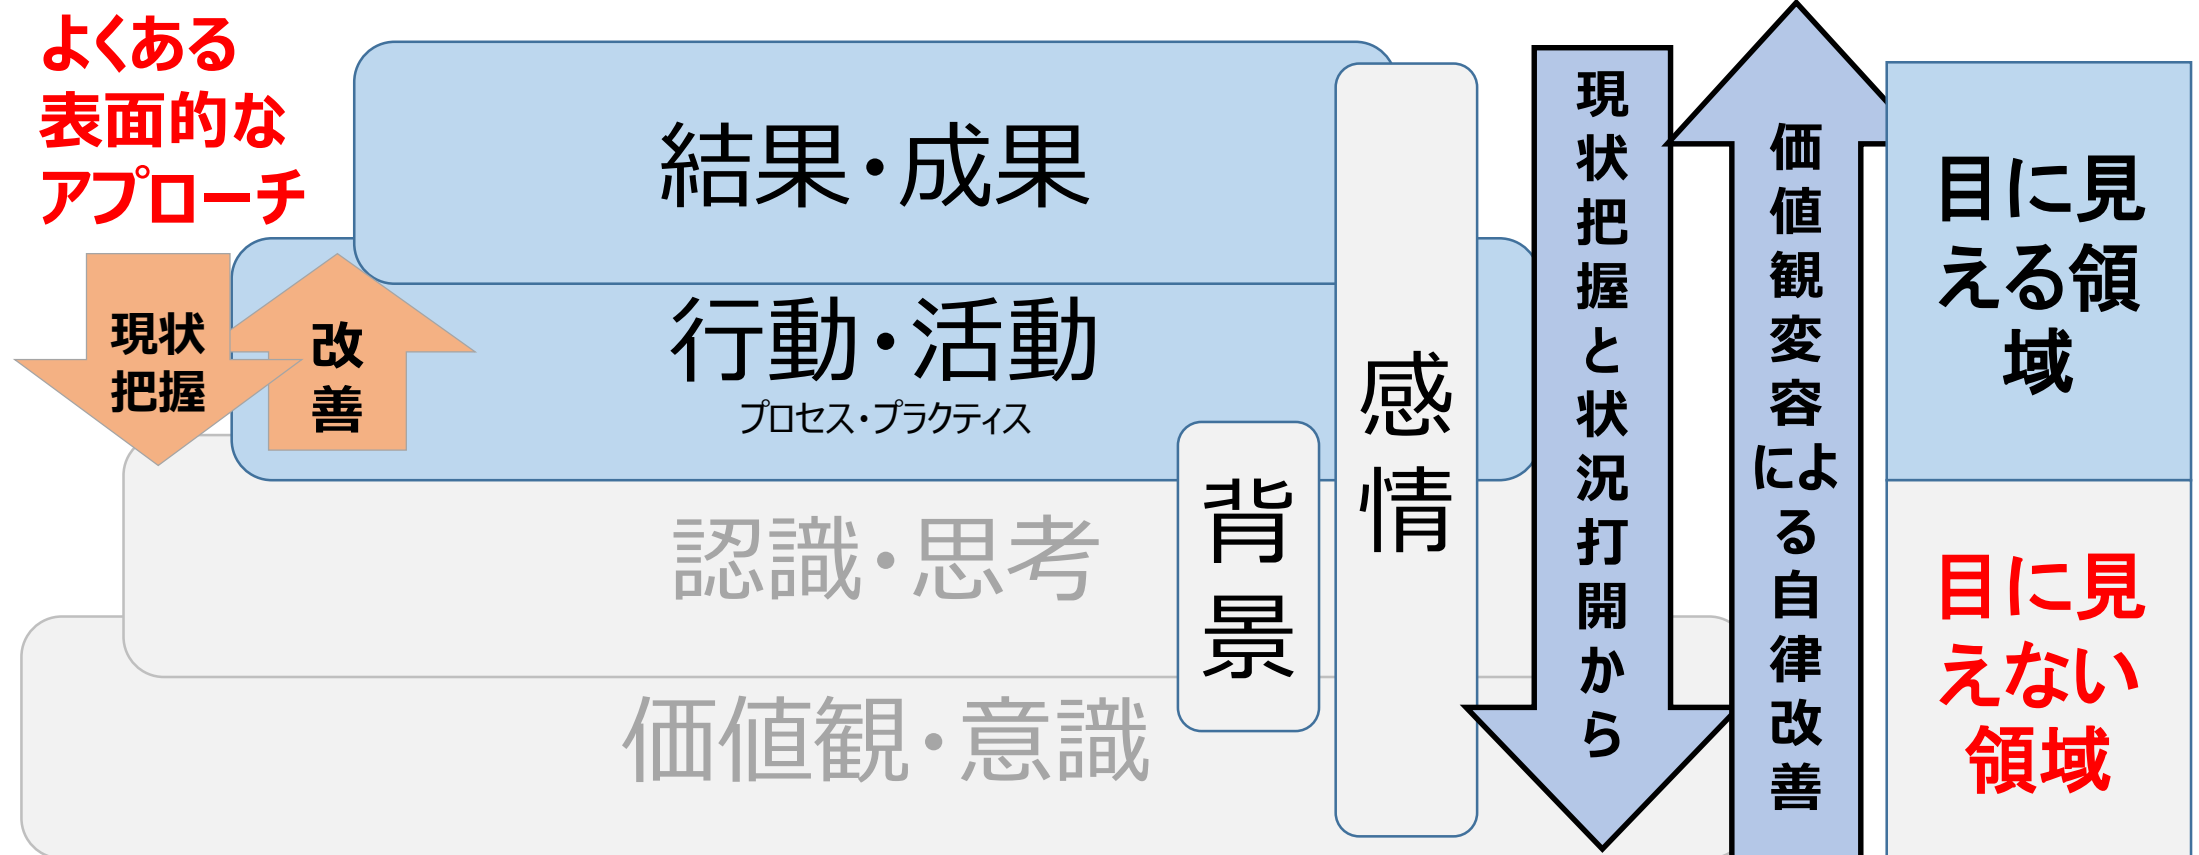 よくある
表面的な
アプローチ
現状
把握
改
善
結果・成果
行動・活動
プロセス・プラクティス
認識・思考
価値観・意識
背景
感情
現状把握と状況打開から
価値観変容による自律改善
目に見
える領
域
目に見
えない
領域